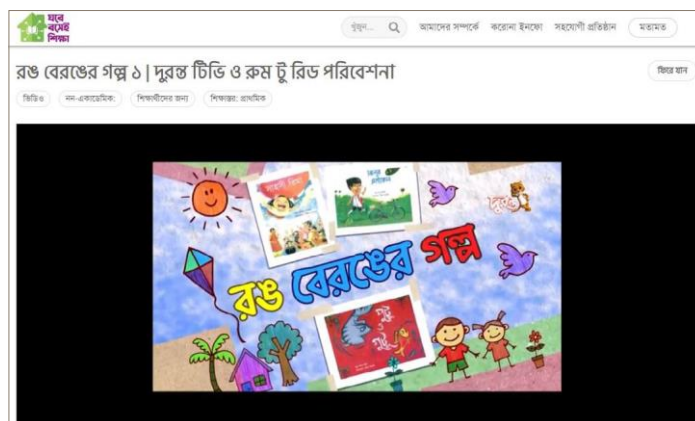 ঘরে
বসেই
শিক্ষা
খুঁজুন...
আমাদের সম্পর্কে
করোনা ইনফো
সহযোগী প্রতিষ্ঠান
মতামত
রঙ বেরঙের গল্প ১ | দুরন্ত টিভি ও রুম টু রিড পরিবেশনা
ফিরে যান
ভিডিও
নন-একাডেমিক:
শিক্ষার্থীদের জন্য
শিক্ষাস্তর: প্রাথমিক
দুরন্ত
রঙ বেরঙের গল্প